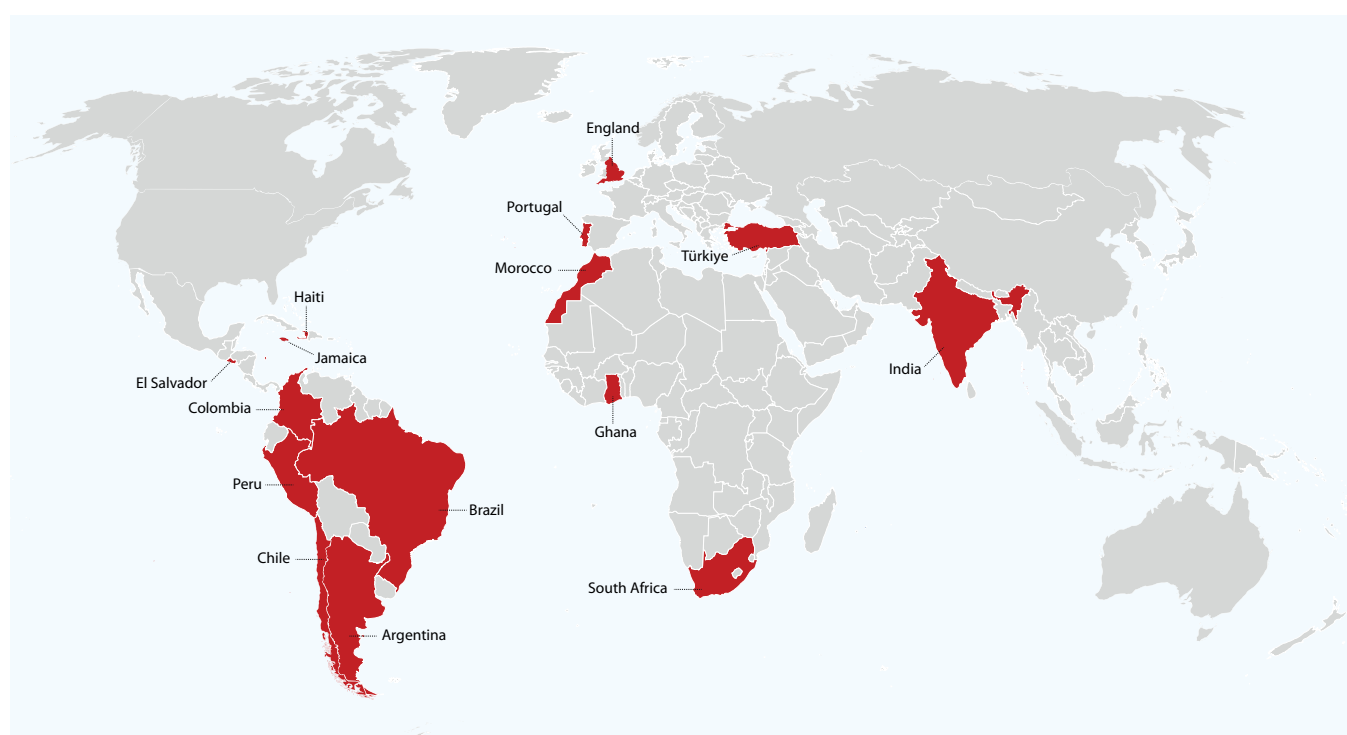 England
Portugal
Türkiye
Morocco
Haiti
Jamaica
El Salvador
India
Colombia
Ghana
Peru
Brazil
Chile
South Africa
Argentina